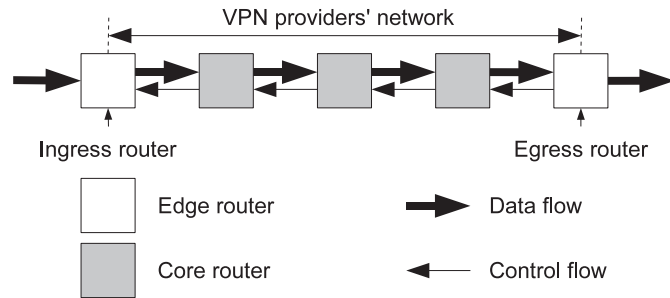 VPN providers' network
Ingress router
Egress router
Edge router
Data flow
Core router
Control flow